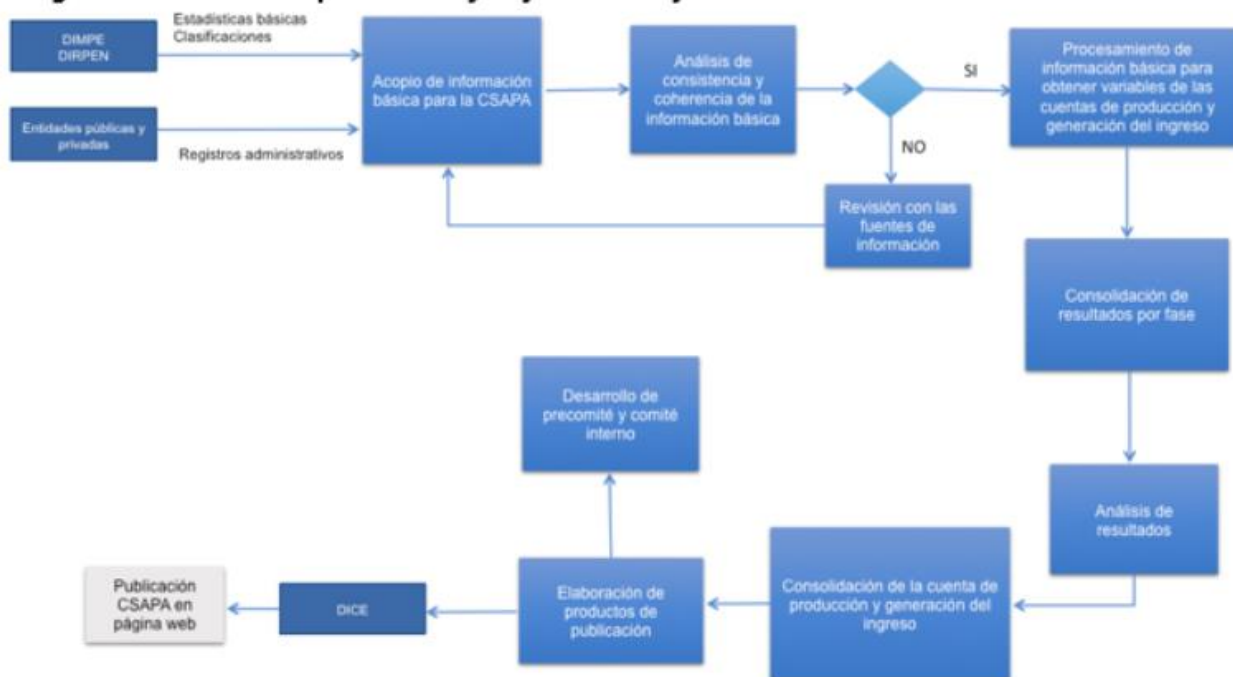 DIMPE
DIRPEN
Estadísticas básicas
Clasificaciones
Entidades públicas y
privadas
Registros administrativos
Acopio de información
básica para la CSAPA
Análisis de
consistencia y
coherencia de la
información básica
SI
NO
Procesamiento de
información básica para
obtener variables de las
cuentas de producción y
generación del ingreso
Revisión con las
fuentes de
información
Consolidación de
resultados por fase
Desarrollo de
precomité y comité
interno
Análisis de
resultados
Consolidación de la cuenta de
producción y generación del
ingreso
Elaboración de
productos de
publicación
DICE
Publicación
CSAPA en
página web